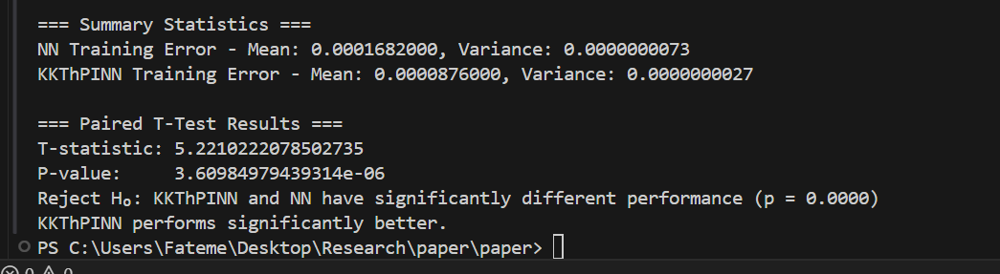 === Summary Statistics ===
NN Training Error - Mean: 0.0001682000, Variance: 0.0000000073
KKThPINN Training Error - Mean: 0.0000876000, Variance: 0.0000000027
=== Paired T-Test Results ===
T-statistic: 5.2210222078502735
P-value: 3.60984979439314e-06
Reject H₀: KKThPINN and NN have significantly different performance (p = 0.0000)
KKThPINN performs significantly better.
PS C:\Users\Fateme\Desktop\Research\paper\paper>